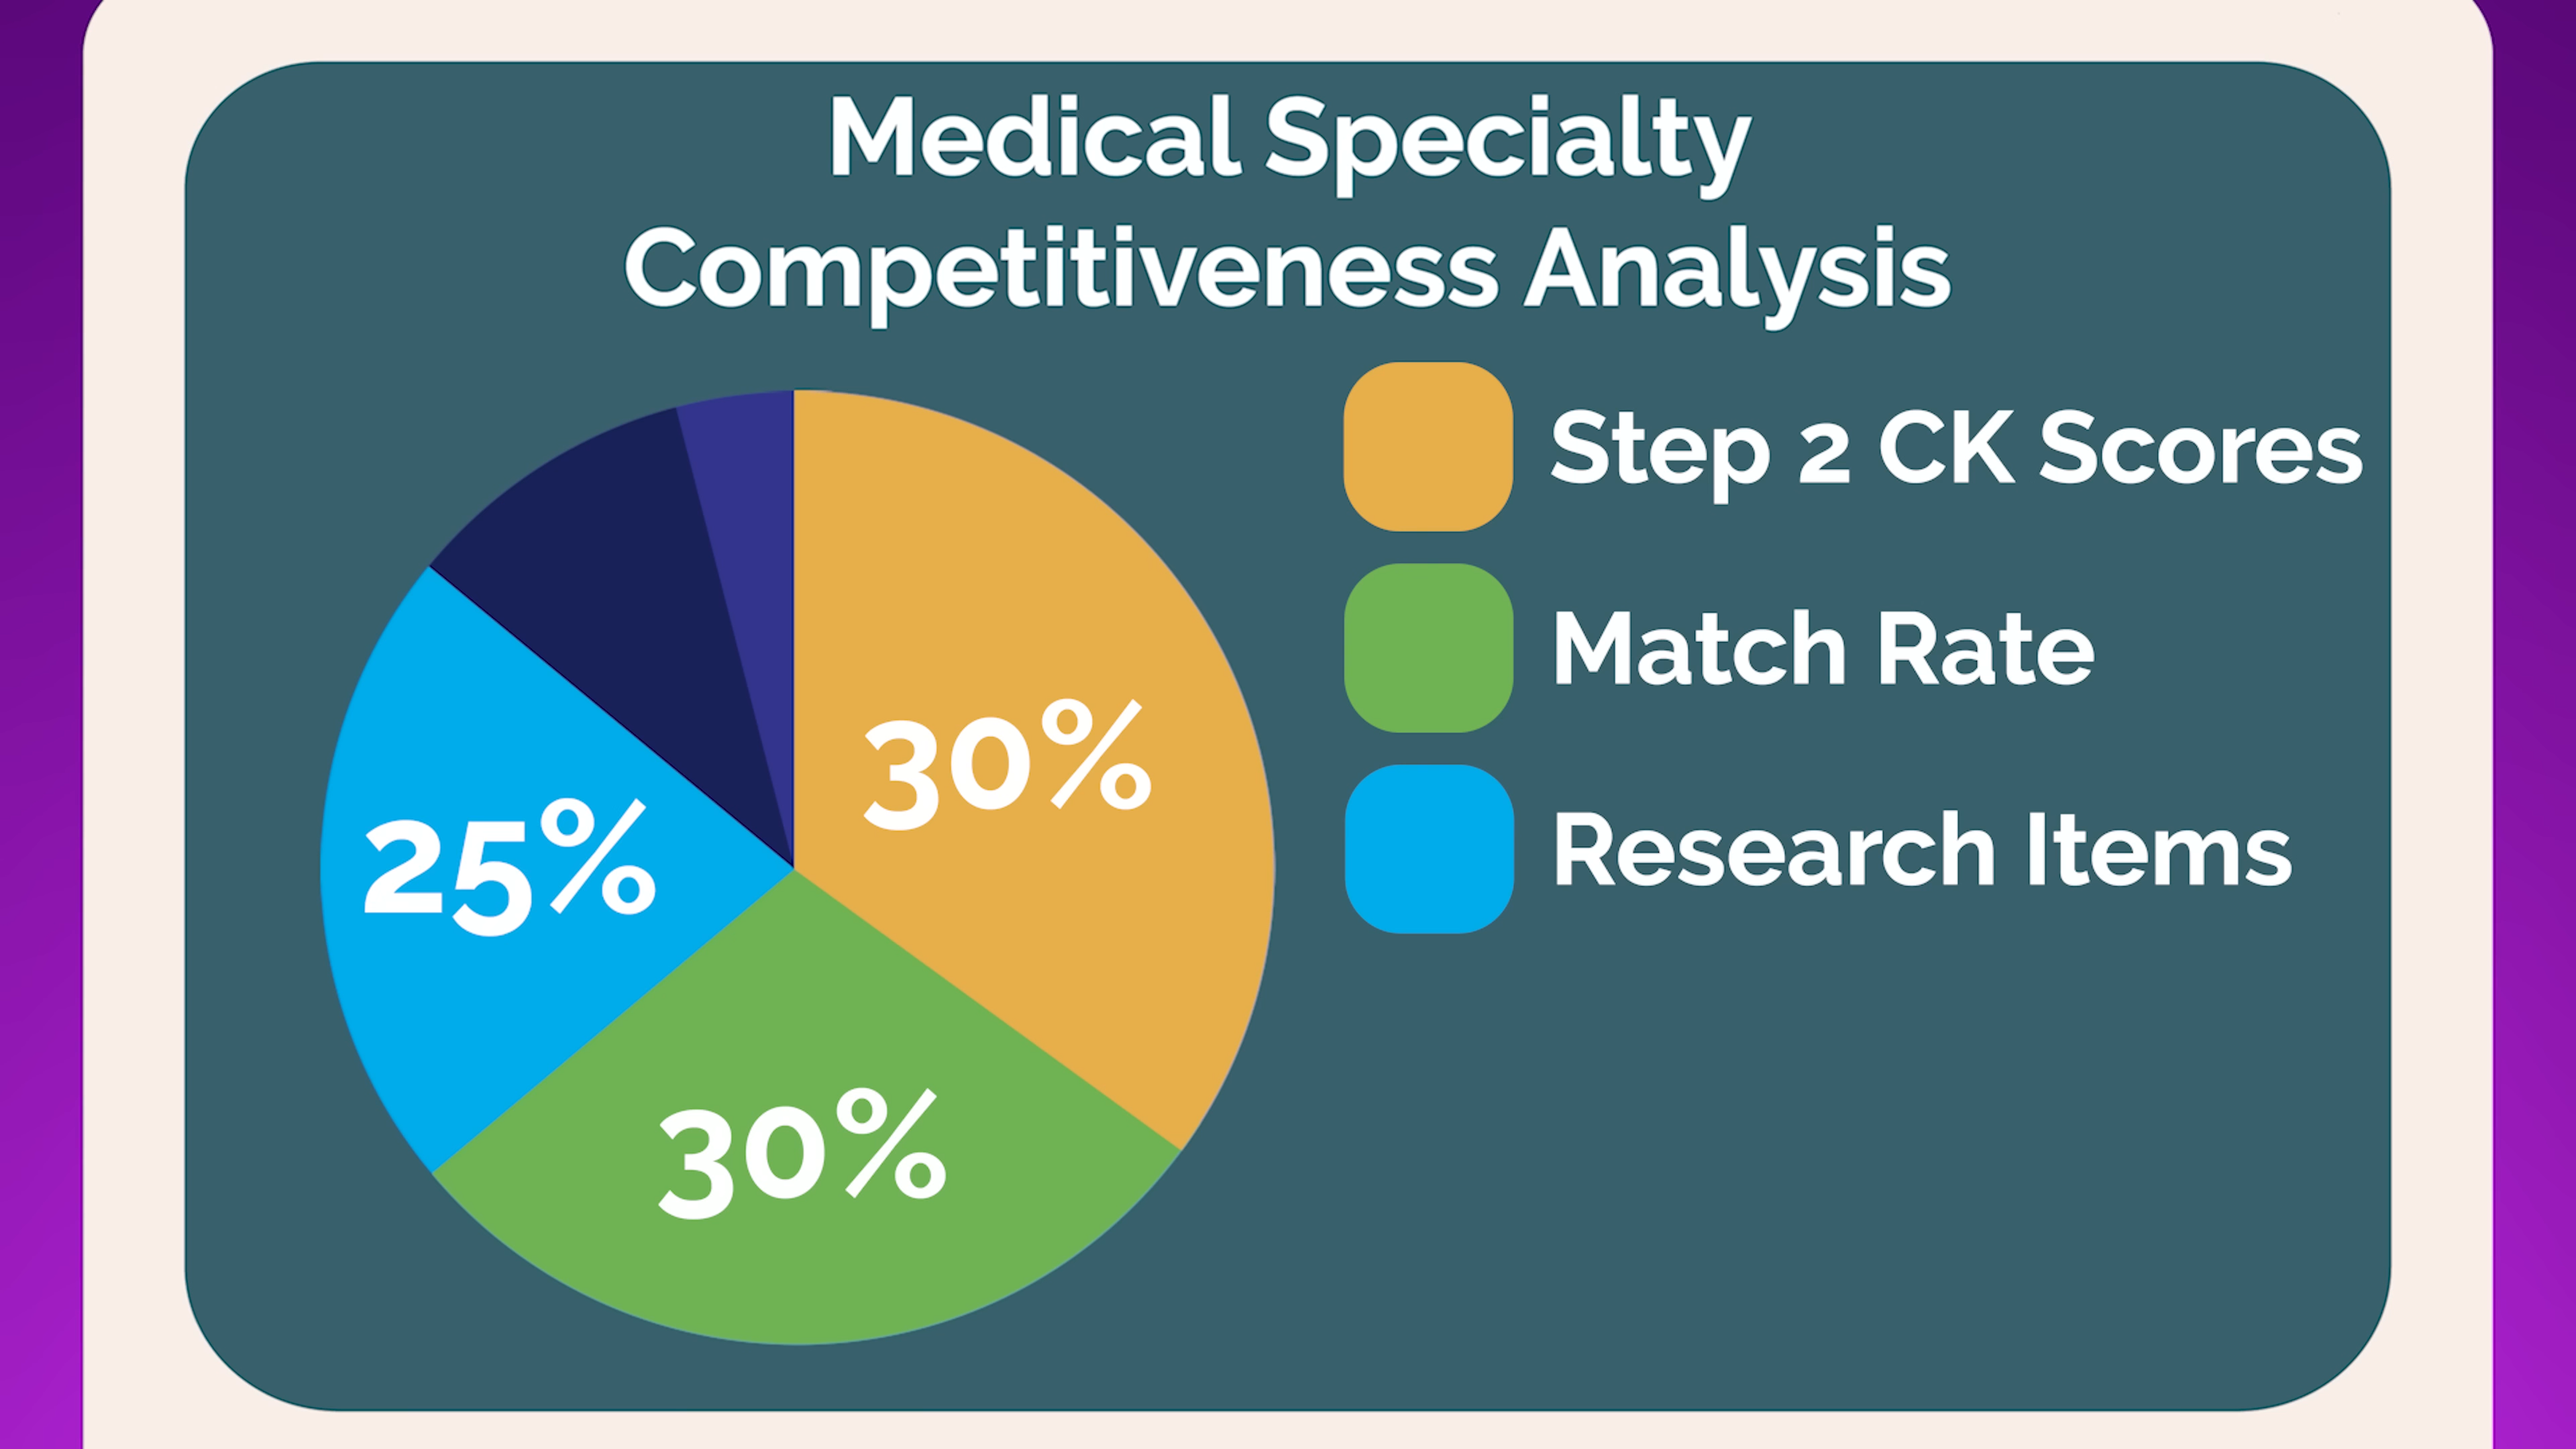 Medical Specialty
Competitiveness Analysis
Step 2 CK Scores
30%
Match Rate
25%
Research Items
30%